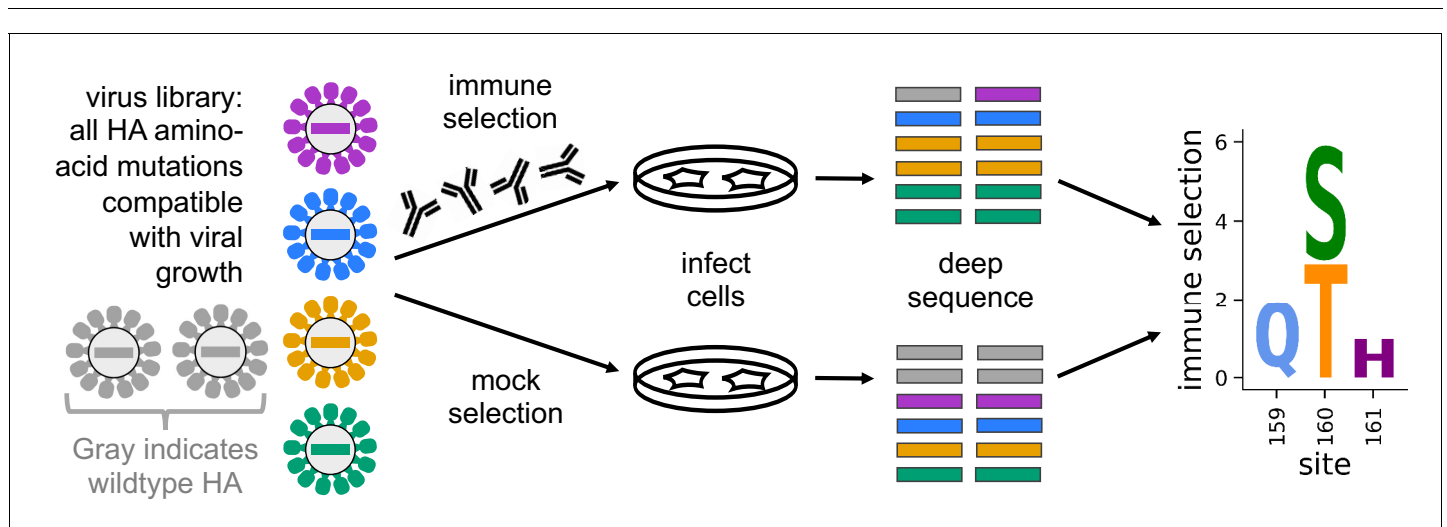 virus library:
all HA amino-
acid mutations
compatible
with viral
growth
Gray indicates
wildtype HA
immune
selection
mock
selection
infect
cells
deep
sequence
immune selection
6
4
2
0
S
Q
T
H
159
160
161
site